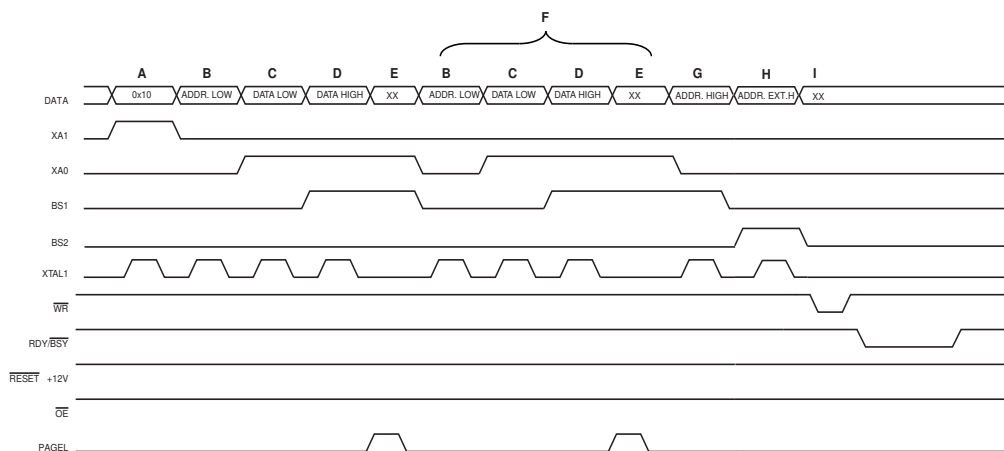 F
A B C D E B C D E G H I
DATA 0x10 ADDR. LOW DATA LOW DATA HIGH XX ADDR. LOW DATA LOW DATA HIGH XX ADDR. HIGH ADDR. EXT.H XX
XA1
XA0
BS1
BS2
XTAL1
WR
RDY/BSY
RESET +12V
OE
PAGEL